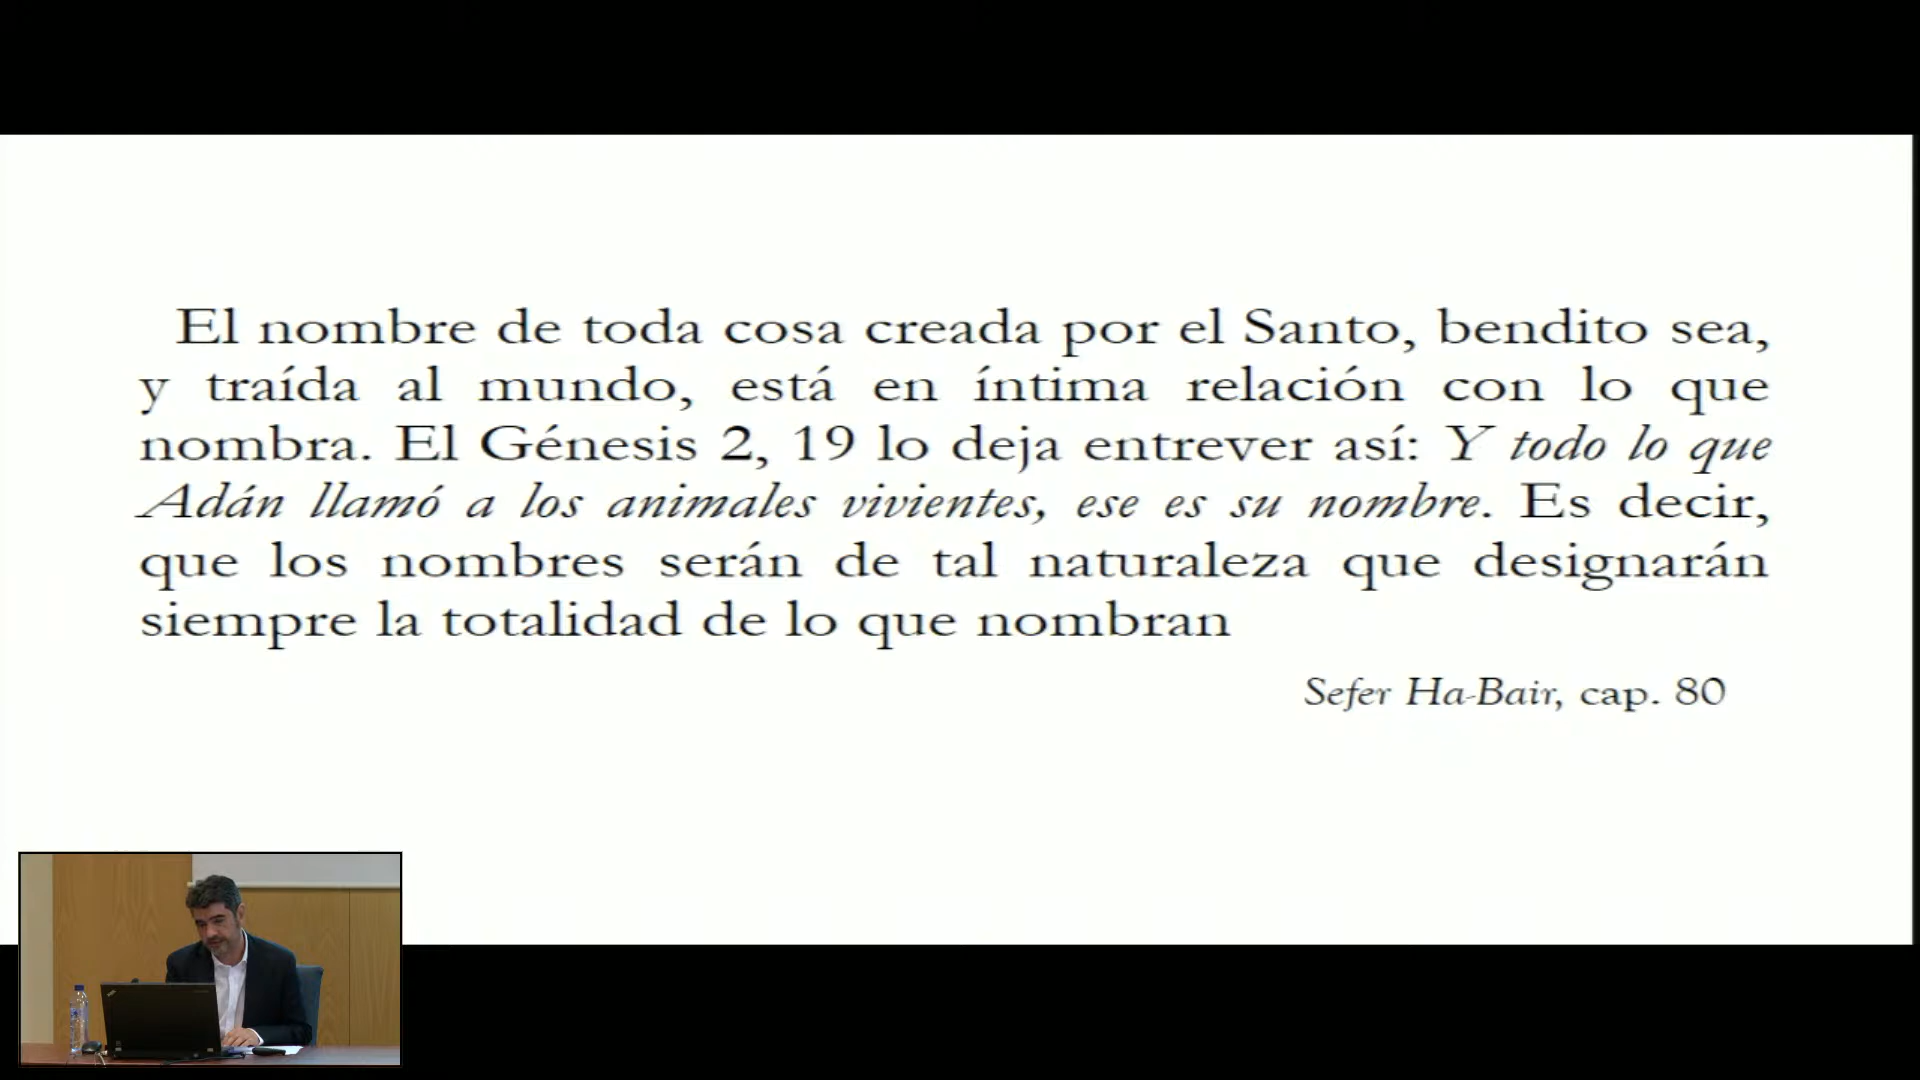 El nombre de toda cosa creada por el Santo, bendito sea,
y traída al mundo, está en íntima relación con lo que
nombra. El Génesis 2, 19 lo deja entrever así: Y todo lo que
Adán llamó a los animales vivientes, ese es su nombre. Es decir,
que los nombres serán de tal naturaleza que designarán
siempre la totalidad de lo que nombran
Sefer Ha-Bair, cap. 80